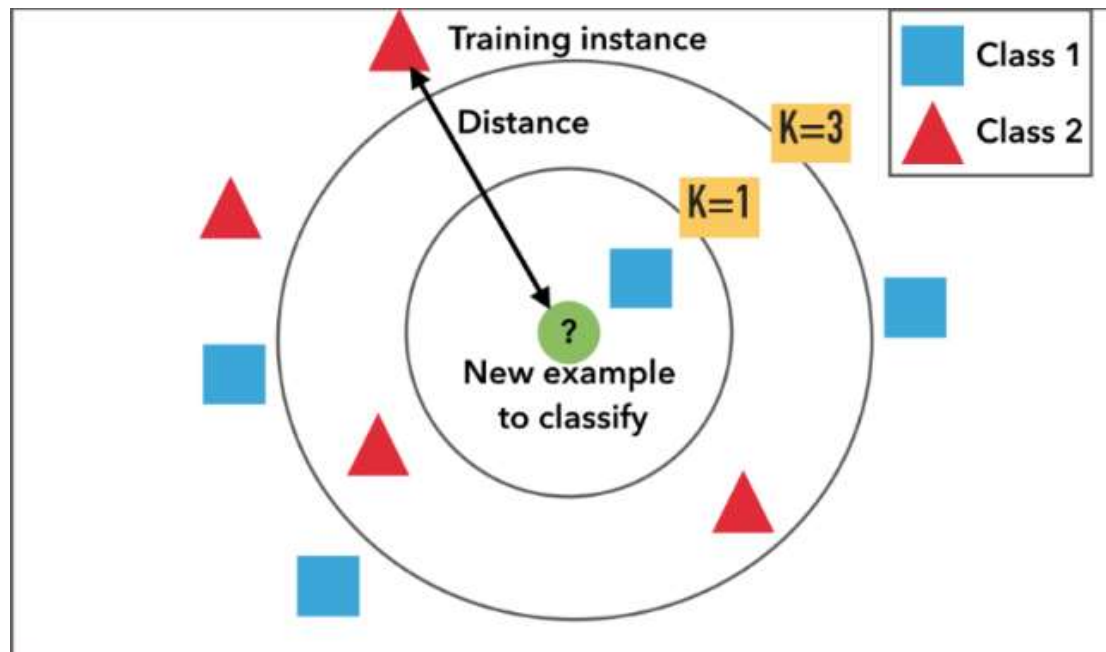 Training instance
Class 1
Distance
K=3
Class 2
K=1
?
New example
to classify